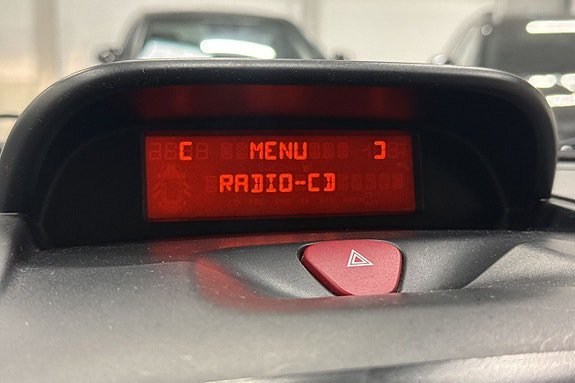 [ MENU ]
RADIO-CD